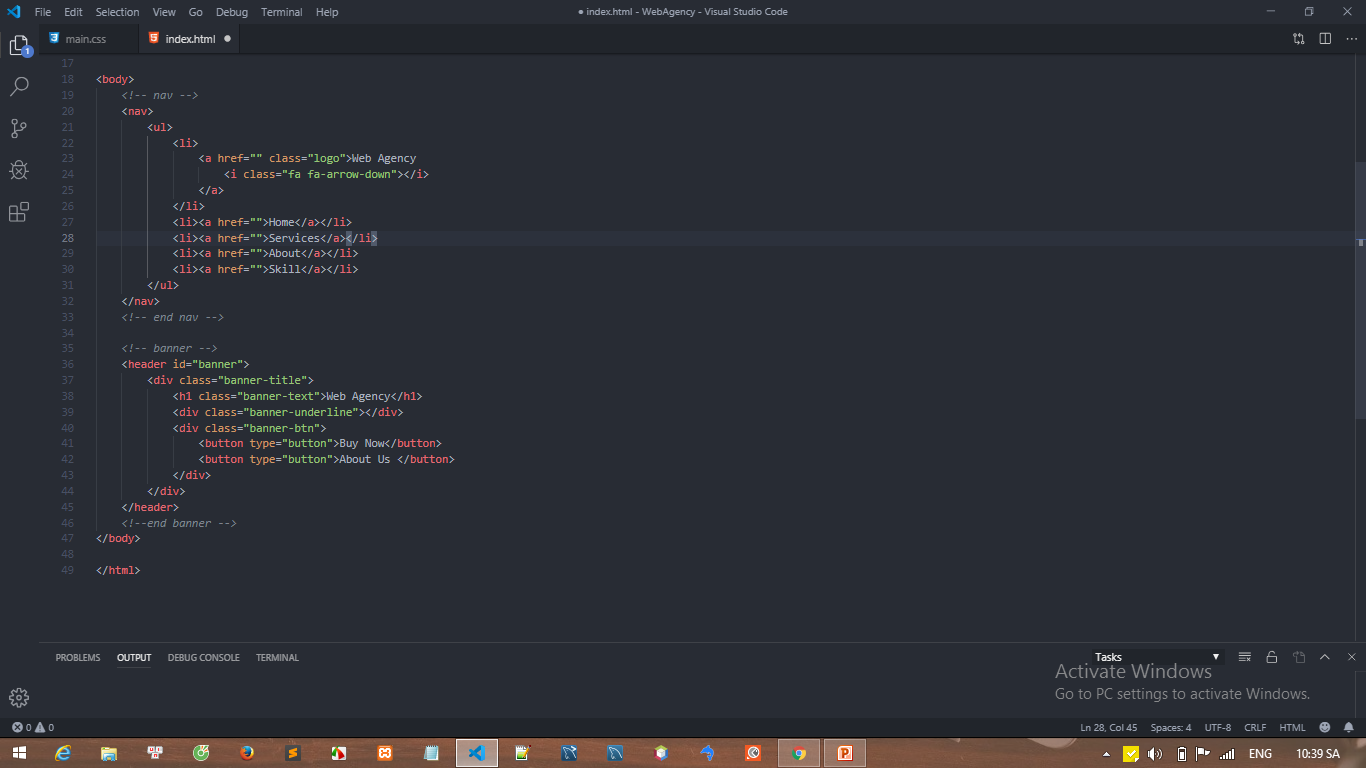 File Edit Selection View Go Debug Terminal Help ● index.html - WebAgency - Visual Studio Code
main.css index.html ●
1
17
18 <body>
19 <!-- nav -->
20 <nav>
21 <ul>
22 <li>
23 <a href="" class="logo">Web Agency
24 <i class="fa fa-arrow-down"></i>
25 </a>
26 </li>
27 <li><a href="">Home</a></li>
28 <li><a href="">Services</a></li>
29 <li><a href="">About</a></li>
30 <li><a href="">Skill</a></li>
31 </ul>
32 </nav>
33 <!-- end nav -->
34
35 <!-- banner -->
36 <header id="banner">
37 <div class="banner-title">
38 <h1 class="banner-text">Web Agency</h1>
39 <div class="banner-underline"></div>
40 <div class="banner-btn">
41 <button type="button">Buy Now</button>
42 <button type="button">About Us </button>
43 </div>
44 </div>
45 </header>
46 <!--end banner -->
47 </body>
48
49 </html>
PROBLEMS OUTPUT DEBUG CONSOLE TERMINAL Tasks
Activate Windows
Go to PC settings to activate Windows.
0 0 Ln 28, Col 45 Spaces: 4 UTF-8 CRLF HTML
ENG 10:39 SA